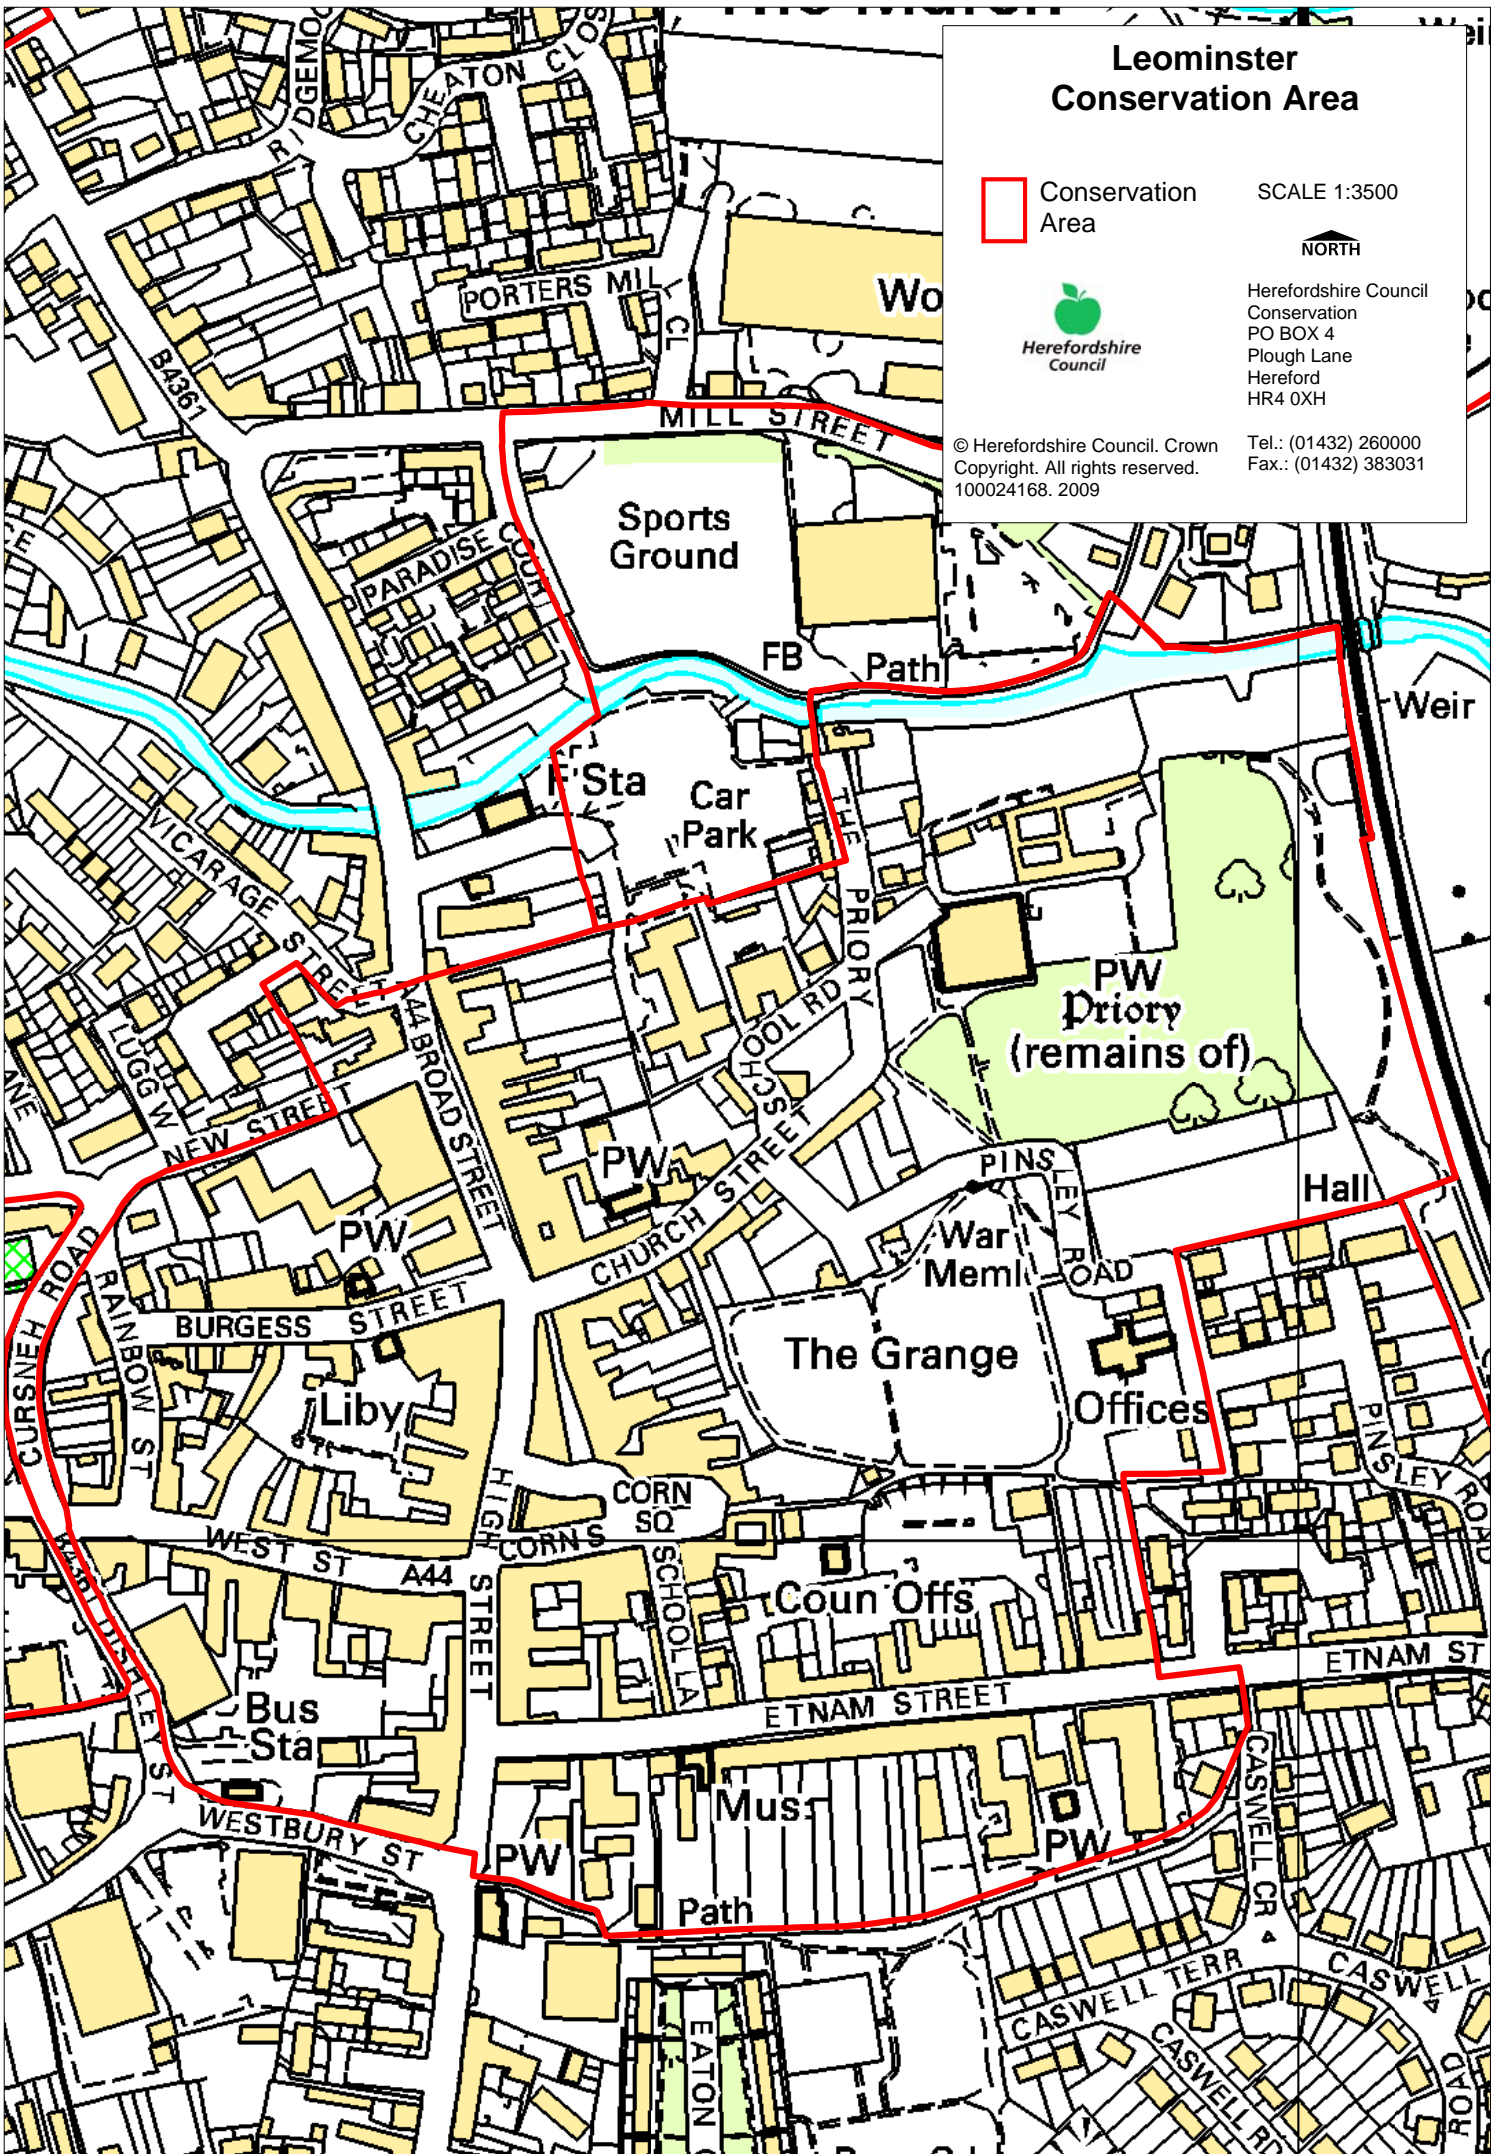 Leominster
Conservation Area
Conservation
Area
SCALE 1:3500
NORTH
Herefordshire
Council
Herefordshire Council
Conservation
PO BOX 4
Plough Lane
Hereford
HR4 0XH
© Herefordshire Council. Crown
Copyright. All rights reserved.
100024168. 2009
Tel.: (01432) 260000
Fax.: (01432) 383031
CHEATON CLOS
RIDGEMO
PORTERS MIL
CL
Wo
B4361
MILL STREET
Sports
Ground
PARADISE COURT
FB
Path
Weir
F Sta
Car
Park
THE PRIORY
VICARAGE STREET
PW
Priory
(remains of)
LUGG W
A44 BROAD STREET
SCHOOL RD
NEW STREET
PW
CHURCH STREET
PINSLEY ROAD
Hall
War
Meml
PW
CURSNEH ROAD
RAINBOW ST
BURGESS STREET
The Grange
Liby
Offices
PINSLEY ROAD
HIGH STREET
CORN
SQ
CORN S
WEST ST
A44
SCHOOL LA
Coun Offs
ETNAM ST
ETNAM STREET
Bus
Sta
Mus
PW
PW
WESTBURY ST
CASWELL CR
Path
CASWELL TERR
CASWELL
CASWELL RD
ROAD
EATON